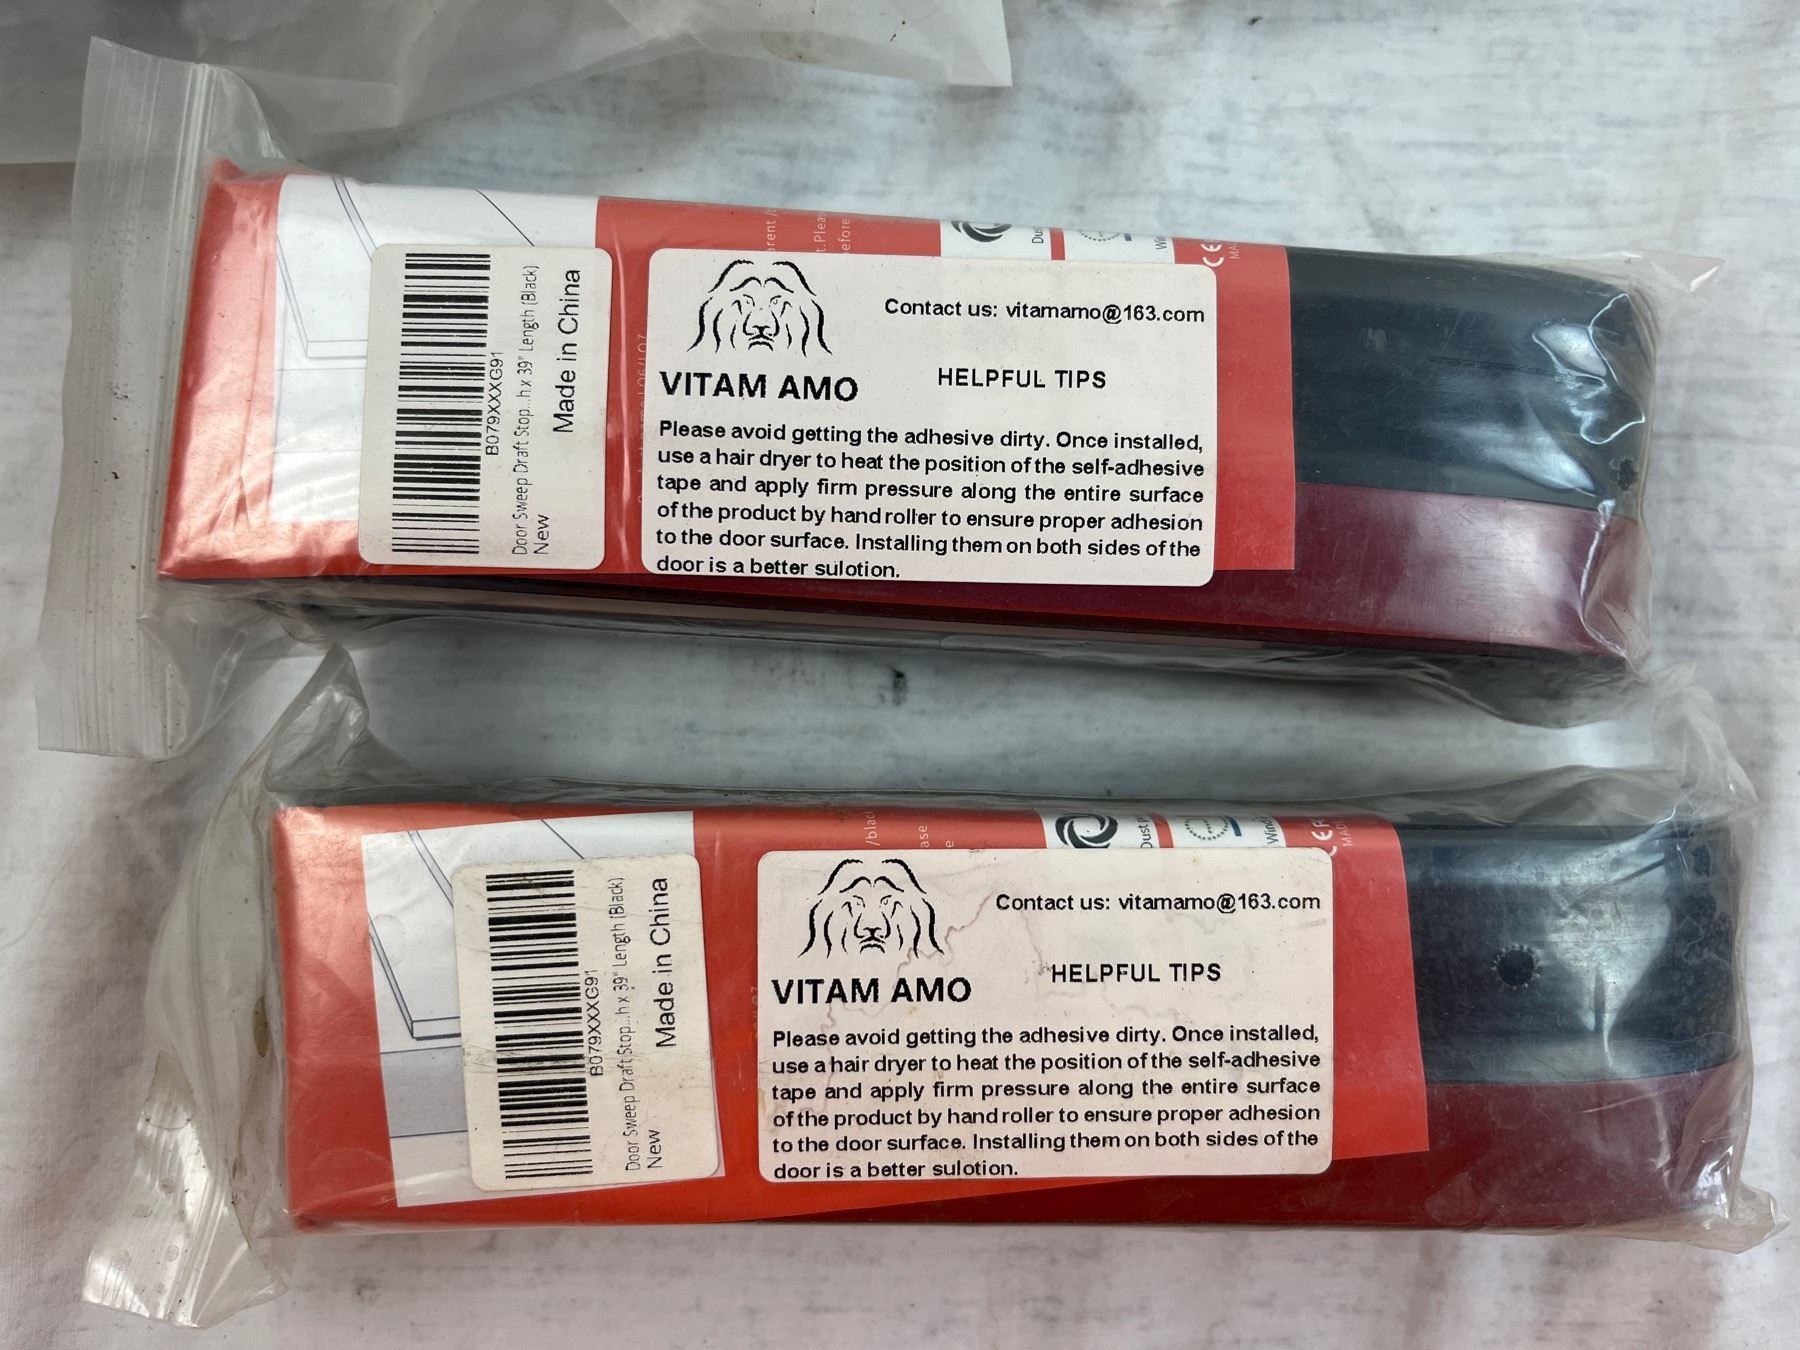 B079XXXG91
Door Sweep Draft Stop...h x 39" Length (Black)
New
Made in China
Contact us: vitamamo@163.com
VITAM AMO
HELPFUL TIPS
Please avoid getting the adhesive dirty. Once installed,
use a hair dryer to heat the position of the self-adhesive
tape and apply firm pressure along the entire surface
of the product by hand roller to ensure proper adhesion
to the door surface. Installing them on both sides of the
door is a better sulotion.
Dust
CE
B079XXXG91
Door Sweep Draft Stop...h x 39" Length (Black)
New
Made in China
Contact us: vitamamo@163.com
VITAM AMO
HELPFUL TIPS
Please avoid getting the adhesive dirty. Once installed,
use a hair dryer to heat the position of the self-adhesive
tape and apply firm pressure along the entire surface
of the product by hand roller to ensure proper adhesion
to the door surface. Installing them on both sides of the
door is a better sulotion.
Dust
Wind
CE